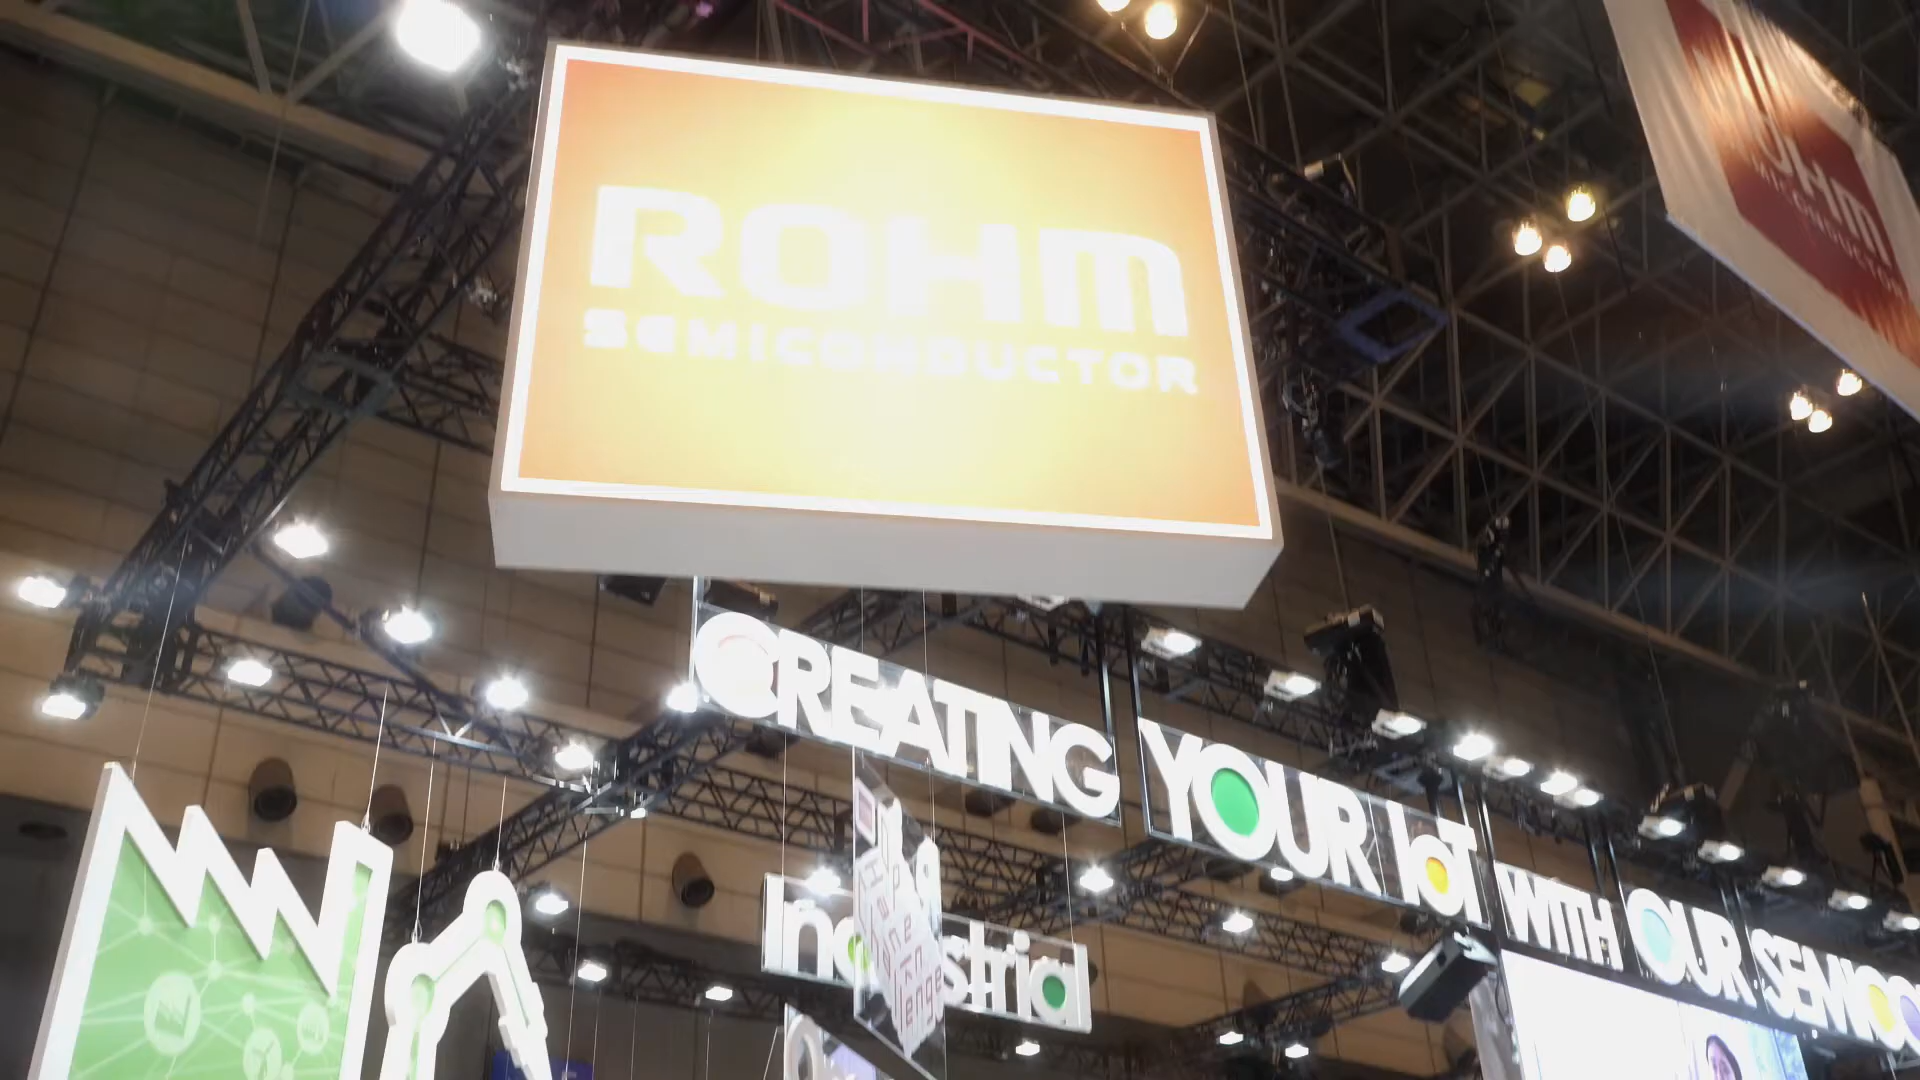 ROHM
SEMICONDUCTOR
CREATING YOUR IoT WITH OUR
Industrial